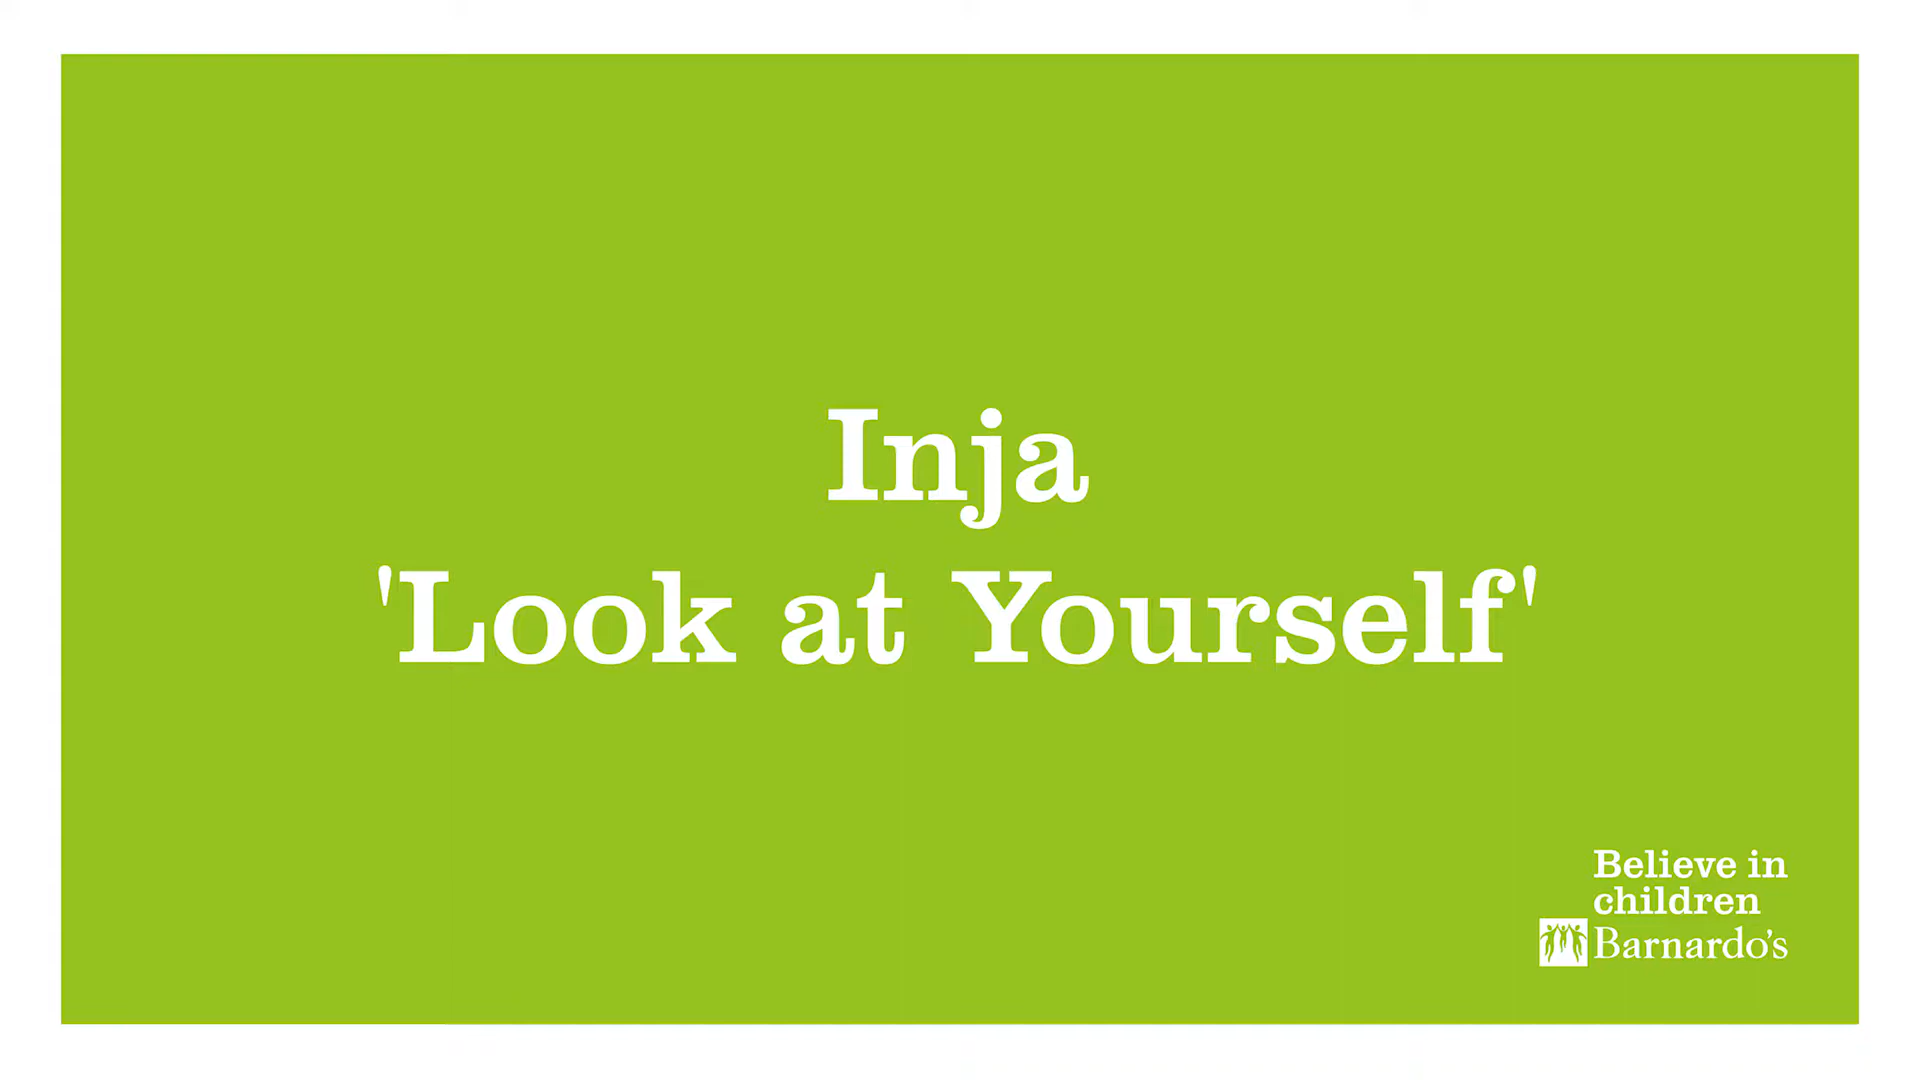 Inja
'Look at Yourself'
Believe in
children
Barnardo's